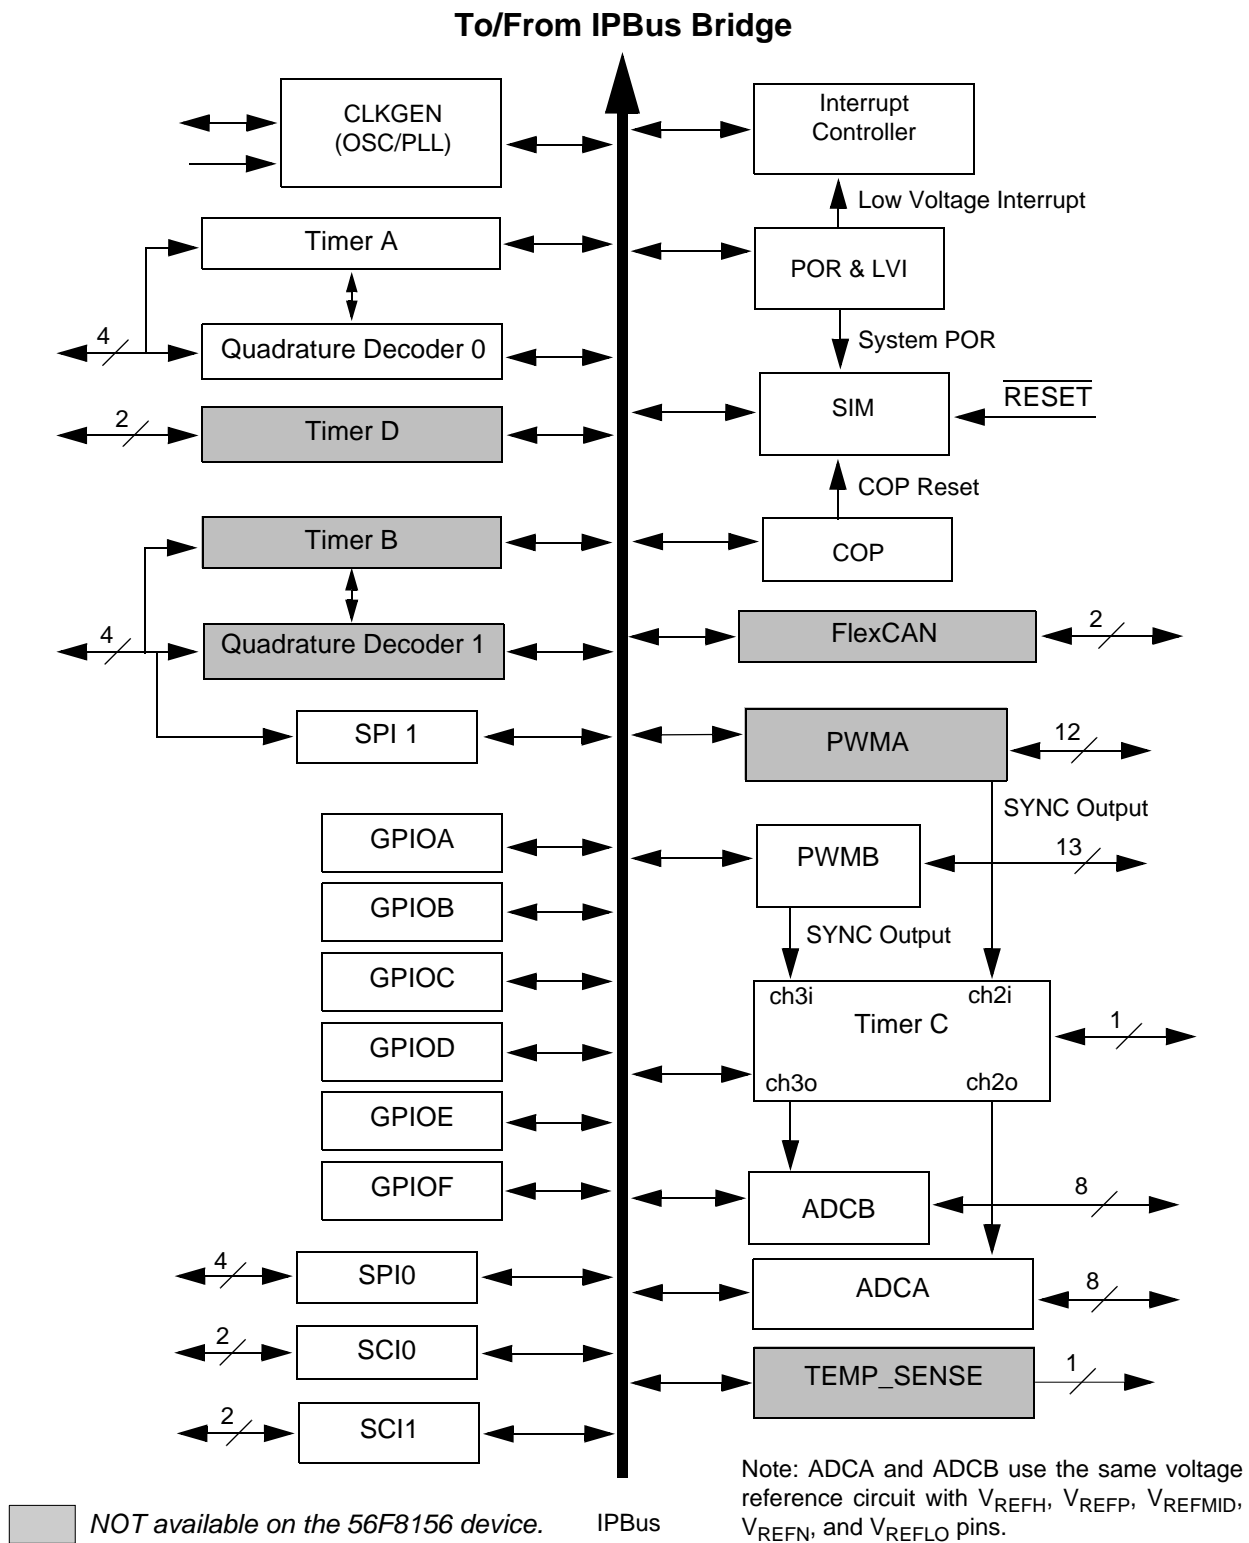 To/From IPBus Bridge
CLKGEN
(OSC/PLL)
Interrupt
Controller
Low Voltage Interrupt
Timer A
POR & LVI
4
Quadrature Decoder 0
System POR
2
Timer D
SIM
RESET
COP Reset
Timer B
COP
4
Quadrature Decoder 1
FlexCAN
2
SPI 1
PWMA
12
SYNC Output
GPIOA
PWMB
13
GPIOB
SYNC Output
GPIOC
ch3i
ch2i
Timer C
1
GPIOD
ch3o
ch2o
GPIOE
GPIOF
ADCB
8
4
SPI0
ADCA
8
2
SCI0
TEMP_SENSE
1
2
SCI1
Note: ADCA and ADCB use the same voltage
reference circuit with VREFH, VREFP, VREFMID,
VREFN, and VREFLO pins.
NOT available on the 56F8156 device.
IPBus